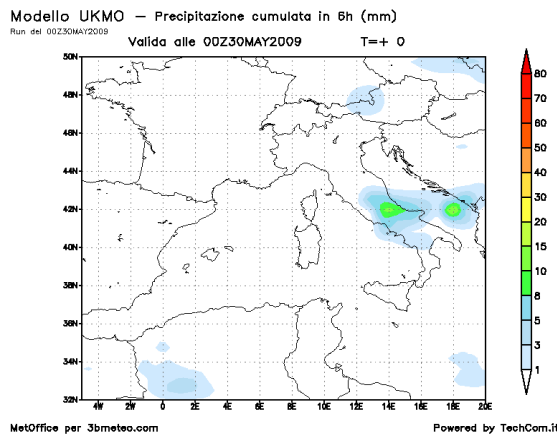 Modello UKMO – Precipitazione cumulata in 6h (mm)
Run del 00Z30MAY2009
Valida alle 00Z30MAY2009 T=+ 0
50N
48N
46N
44N
42N
40N
38N
36N
34N
32N
4W 2W 0 2E 4E 6E 8E 10E 12E 14E 16E 18E 20E
80
70
60
50
40
30
20
15
10
8
5
3
1
MetOffice per 3bmeteo.com Powered by TechCom.it